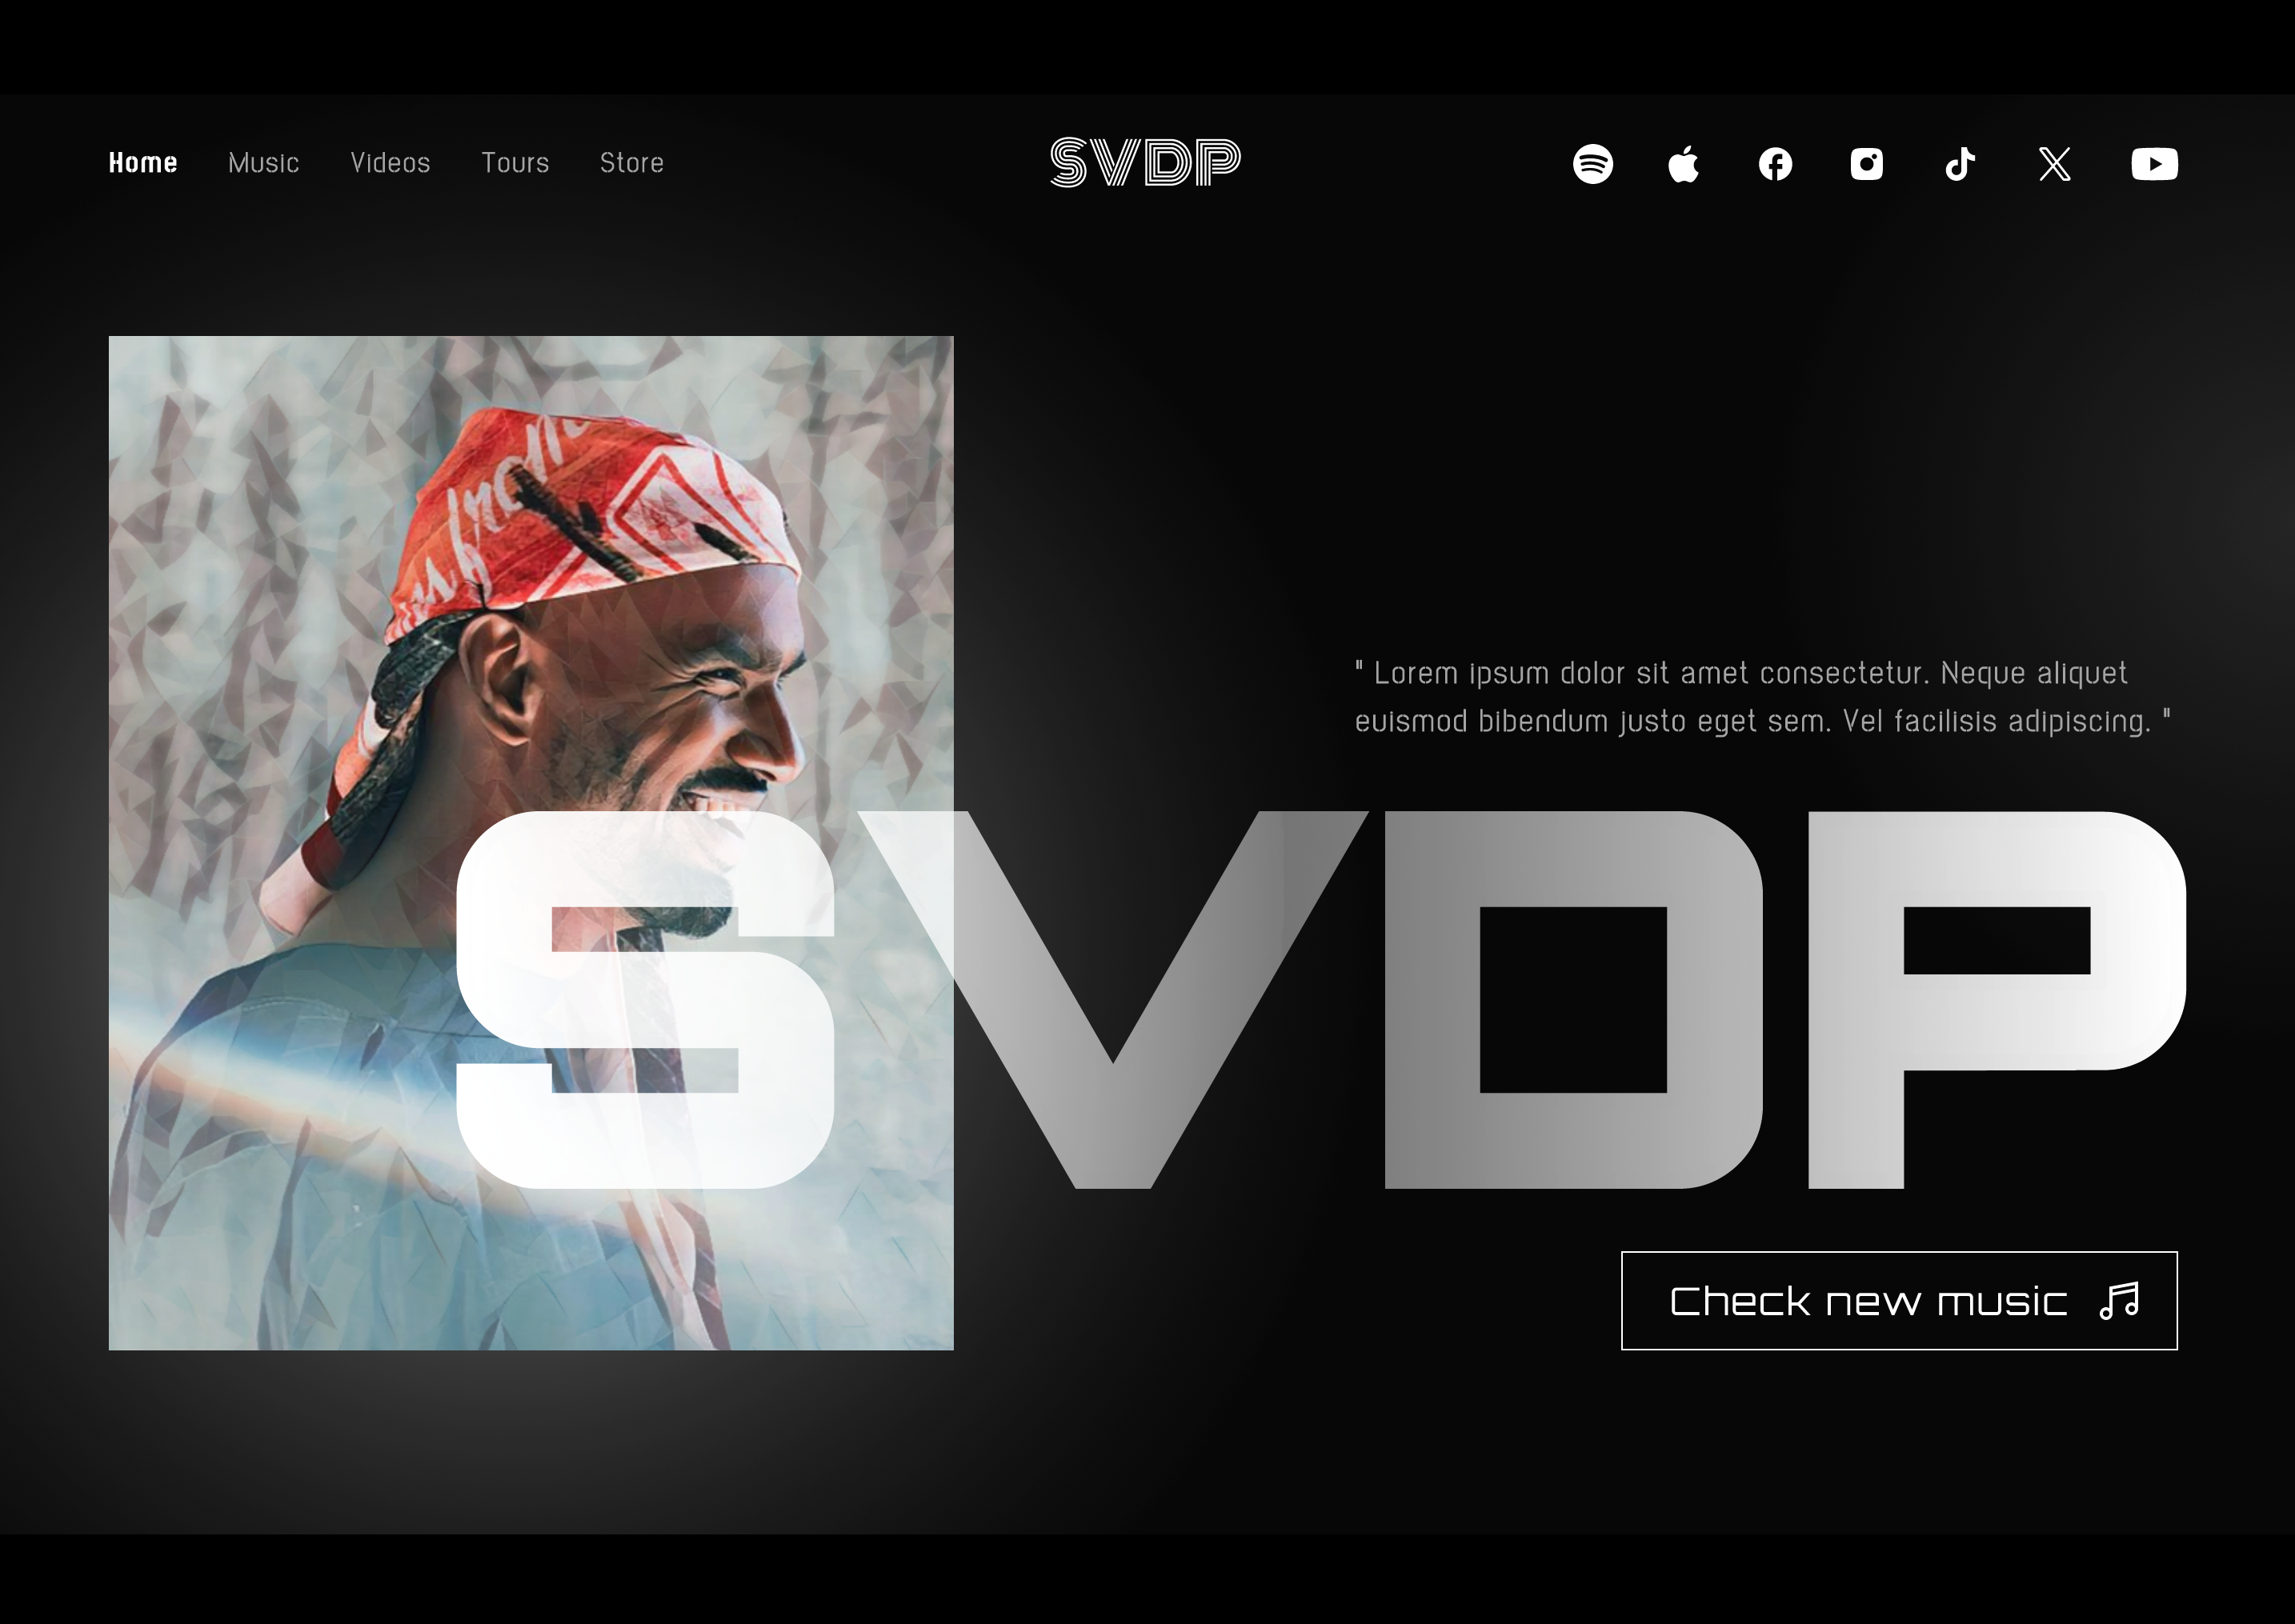 Home Music Videos Tours Store
SVDP
" Lorem ipsum dolor sit amet consectetur. Neque aliquet
euismod bibendum justo eget sem. Vel facilisis adipiscing. "
SVDP
Check new music